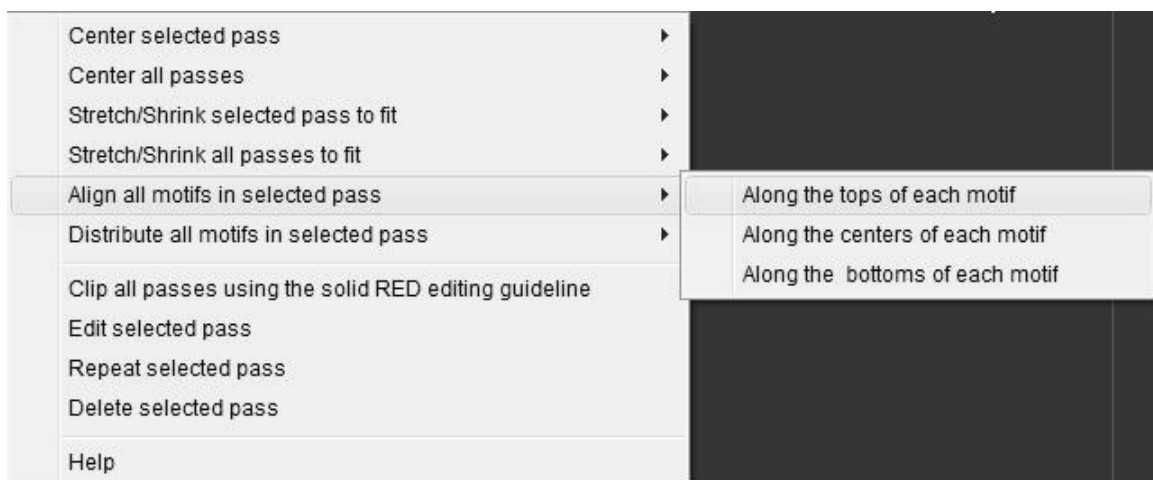 Center selected pass
Center all passes
Stretch/Shrink selected pass to fit
Stretch/Shrink all passes to fit
Align all motifs in selected pass
Distribute all motifs in selected pass
Clip all passes using the solid RED editing guideline
Edit selected pass
Repeat selected pass
Delete selected pass
Help
Along the tops of each motif
Along the centers of each motif
Along the  bottoms of each motif